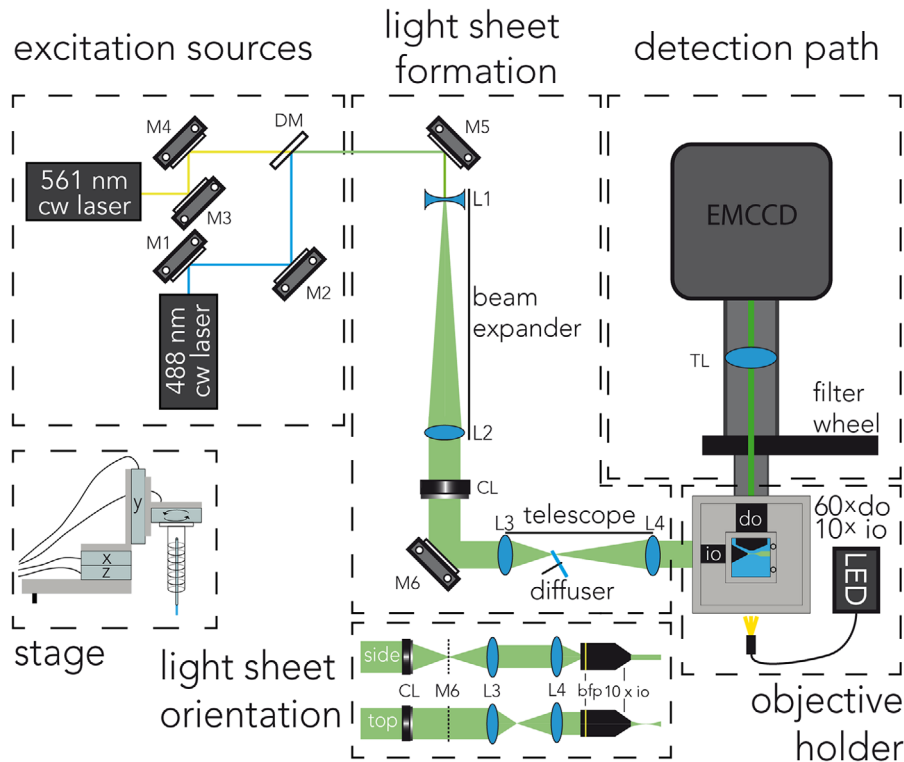 excitation sources
light sheet
formation
detection path
M4
DM
M5
561 nm
cw laser
M3
M1
M2
488 nm
cw laser
L1
beam
expander
L2
CL
L3
telescope
L4
M6
diffuser
EMCCD
TL
filter
wheel
60×do
10× io
do
io
LED
y
x
z
stage
light sheet
orientation
side
CL
M6
L3
L4
bfp
10 x io
top
objective
holder